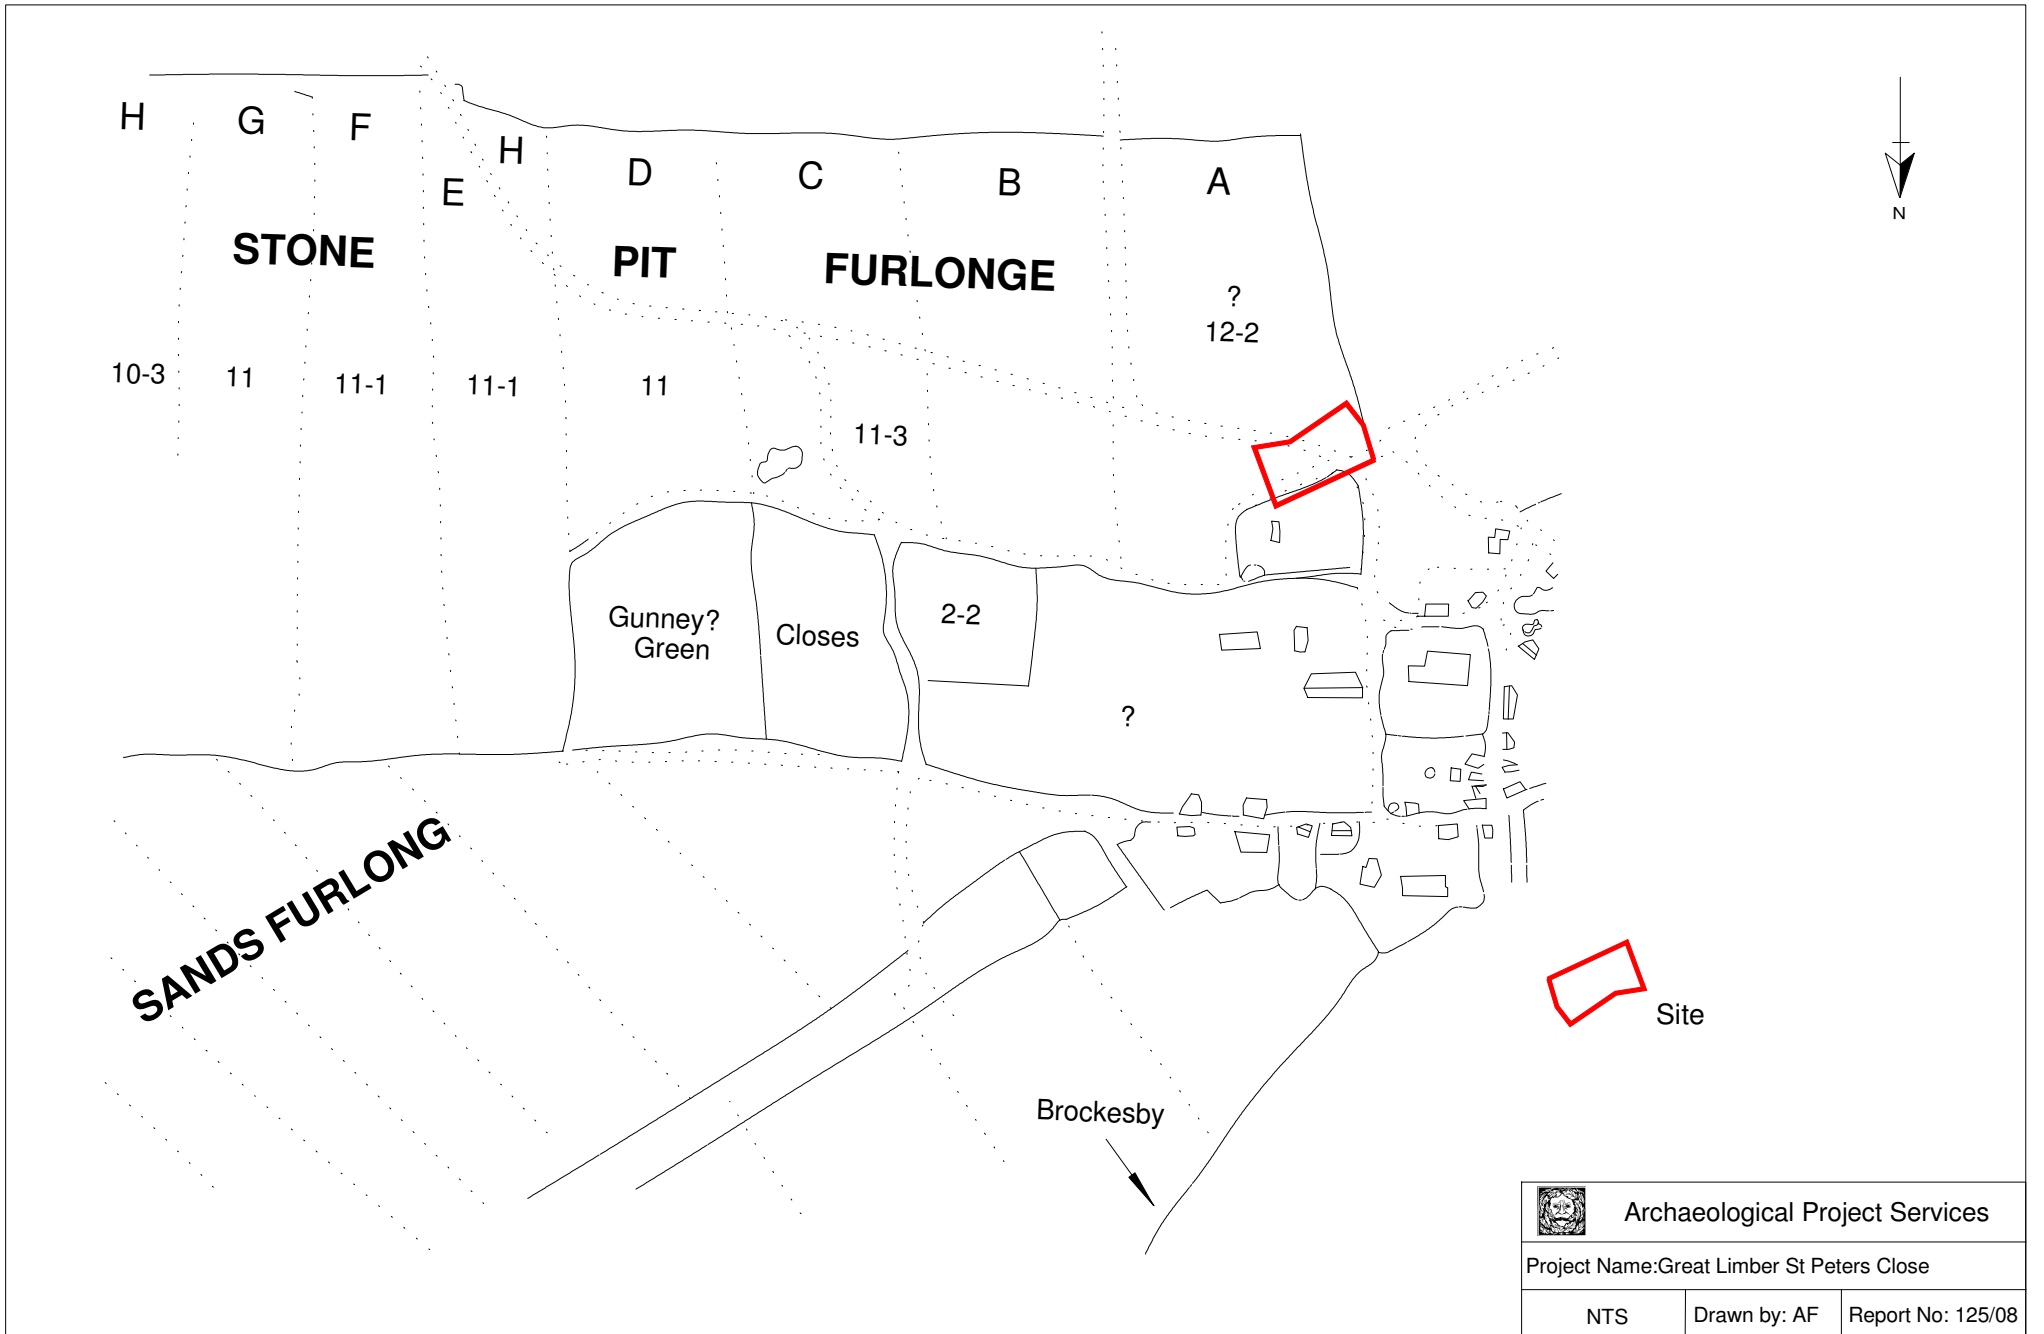 H
G
F
H
E
D
C
B
A
N
STONE PIT FURLONGE
?
12-2
10-3
11
11-1
11-1
11
11-3
Gunney?
Green
Closes
2-2
?
SANDS FURLONG
Site
Brockesby
Archaeological Project Services
Project Name:Great Limber St Peters Close
NTS
Drawn by: AF
Report No: 125/08